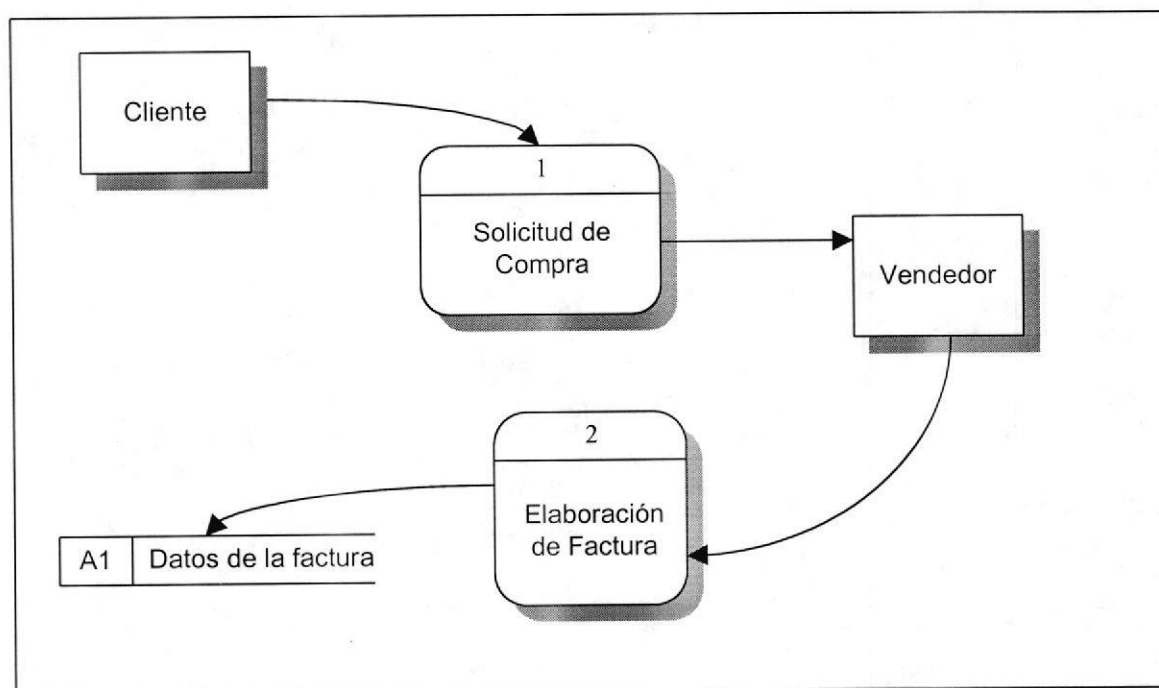 Cliente
1
Solicitud de
Compra
Vendedor
2
Elaboración
de Factura
A1
Datos de la factura